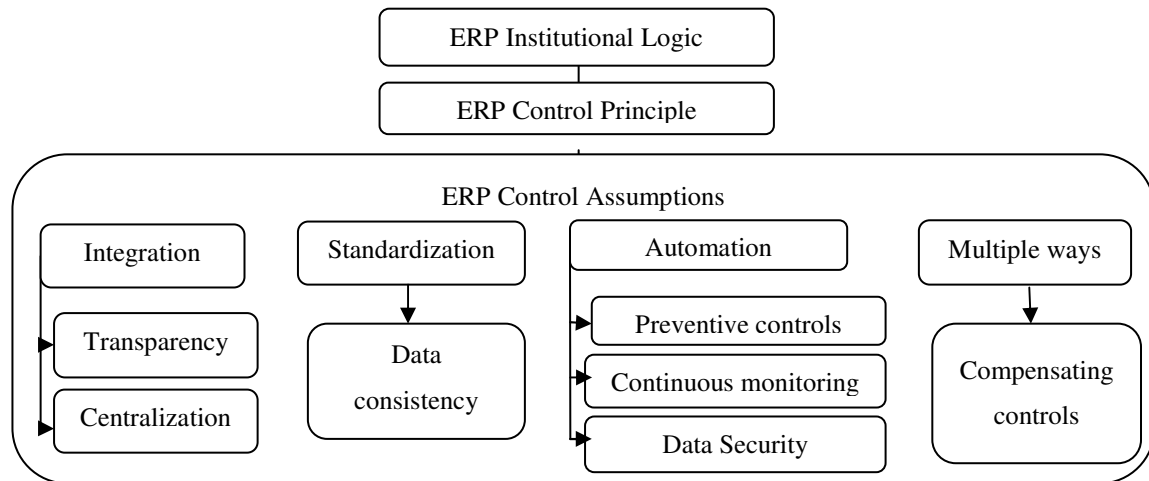 ERP Institutional Logic
ERP Control Principle
ERP Control Assumptions
Integration
Transparency
Centralization
Standardization
Data
consistency
Automation
Preventive controls
Continuous monitoring
Data Security
Multiple ways
Compensating
controls